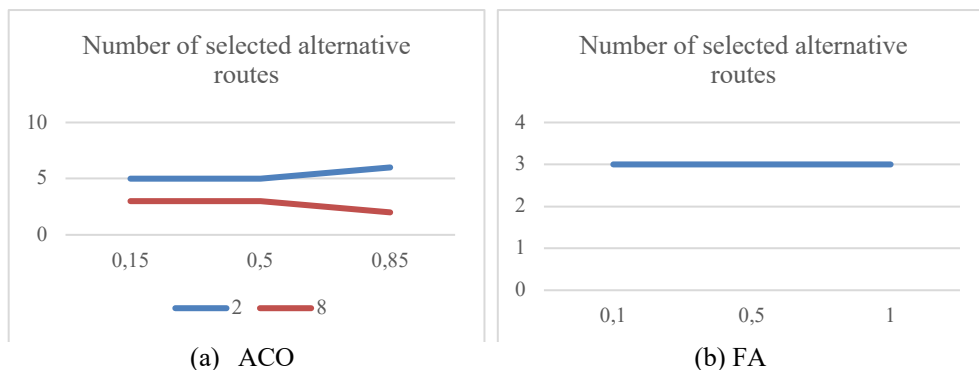 Number of selected alternative
routes
10
5
0
0,15 0,5 0,85
2 8
(a) ACO
Number of selected alternative
routes
4
3
2
1
0
0,1 0,5 1
(b) FA